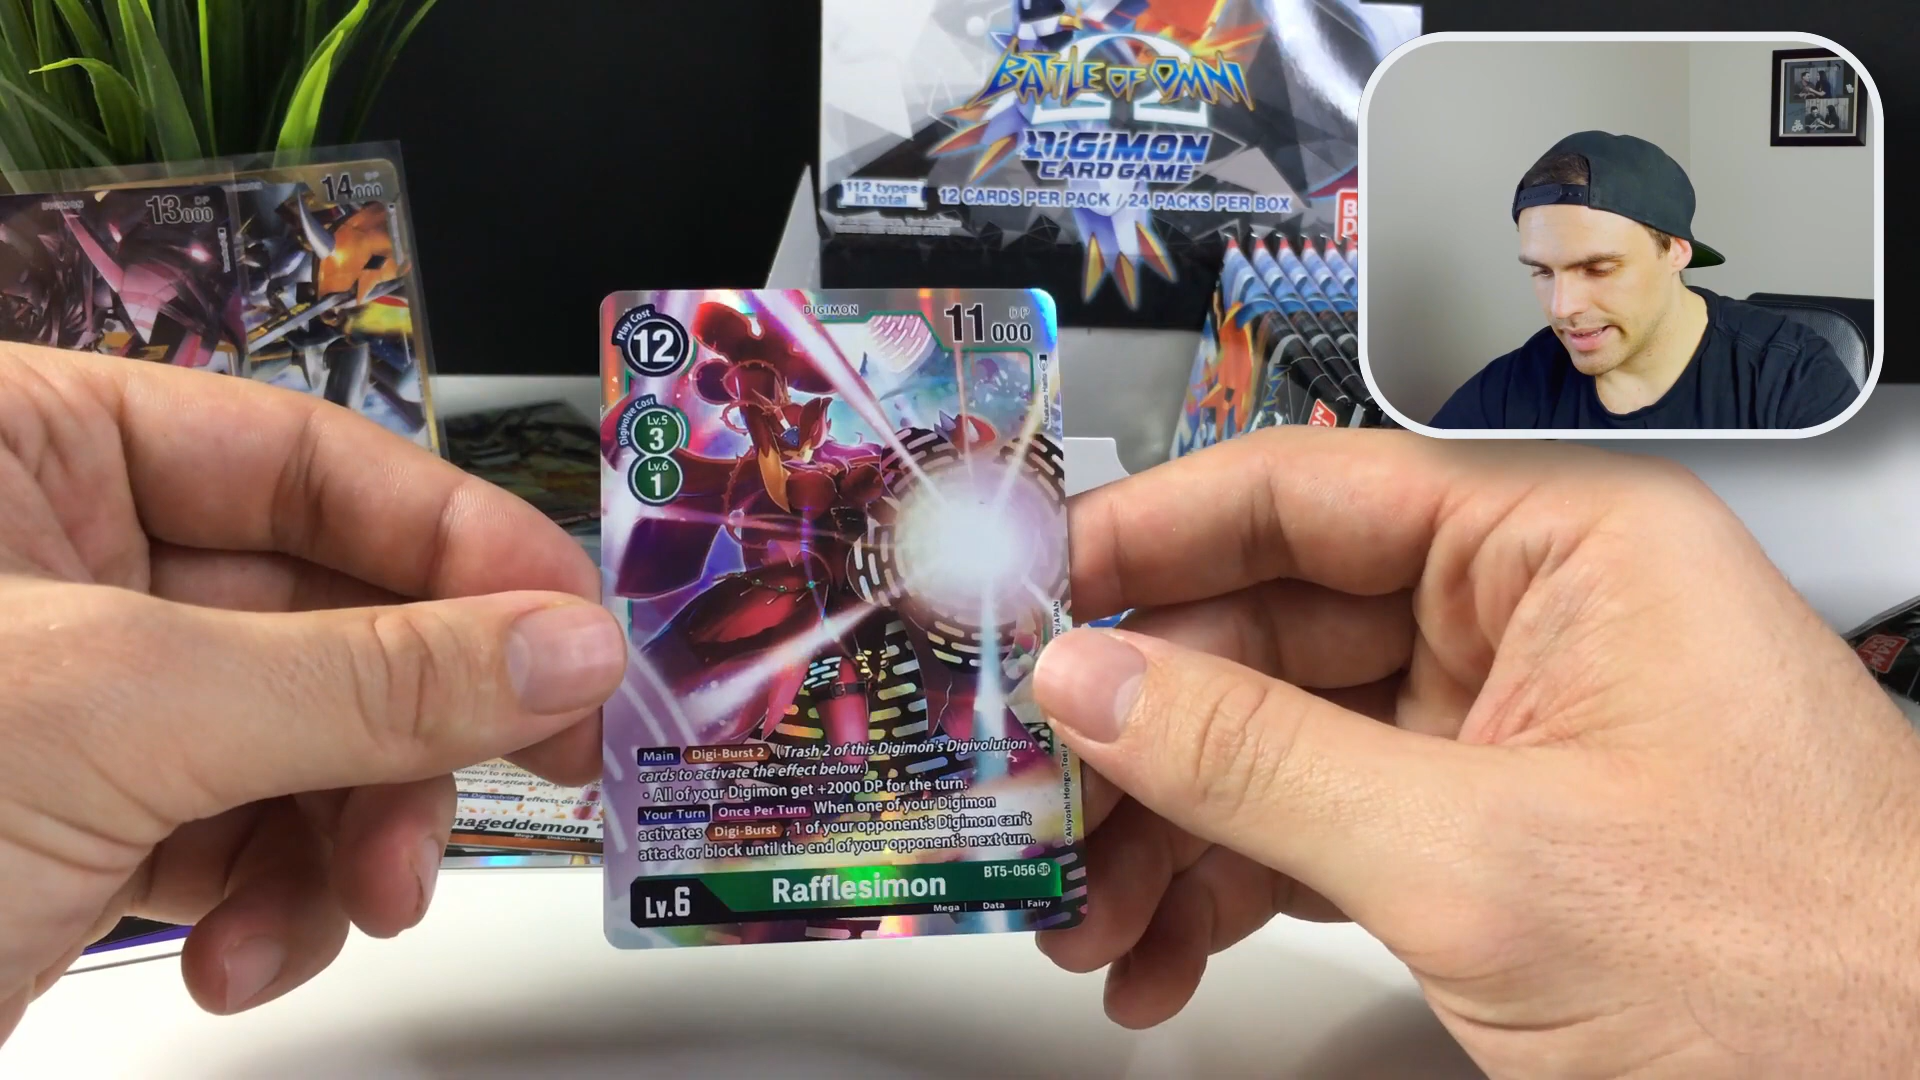 BATTLE OF OMNI
DIGIMON
CARD GAME
112 types
in total
12 CARDS PER PACK / 24 PACKS PER BOX
DIGIMON
13000
DP
14000
DP
Play Cost
12
DIGIMON
11000
DP
Digivolve Cost
Lv.5
3
Lv.6
1
Main Digi-Burst 2 (Trash 2 of this Digimon's Digivolution
cards to activate the effect below.)
・All of your Digimon get +2000 DP for the turn.
Your Turn Once Per Turn When one of your Digimon
activates Digi-Burst, 1 of your opponent's Digimon can't
attack or block until the end of your opponent's next turn.
BT5-056 SR
Lv.6
Rafflesimon
Mega | Data | Fairy
nageddemon
effects on